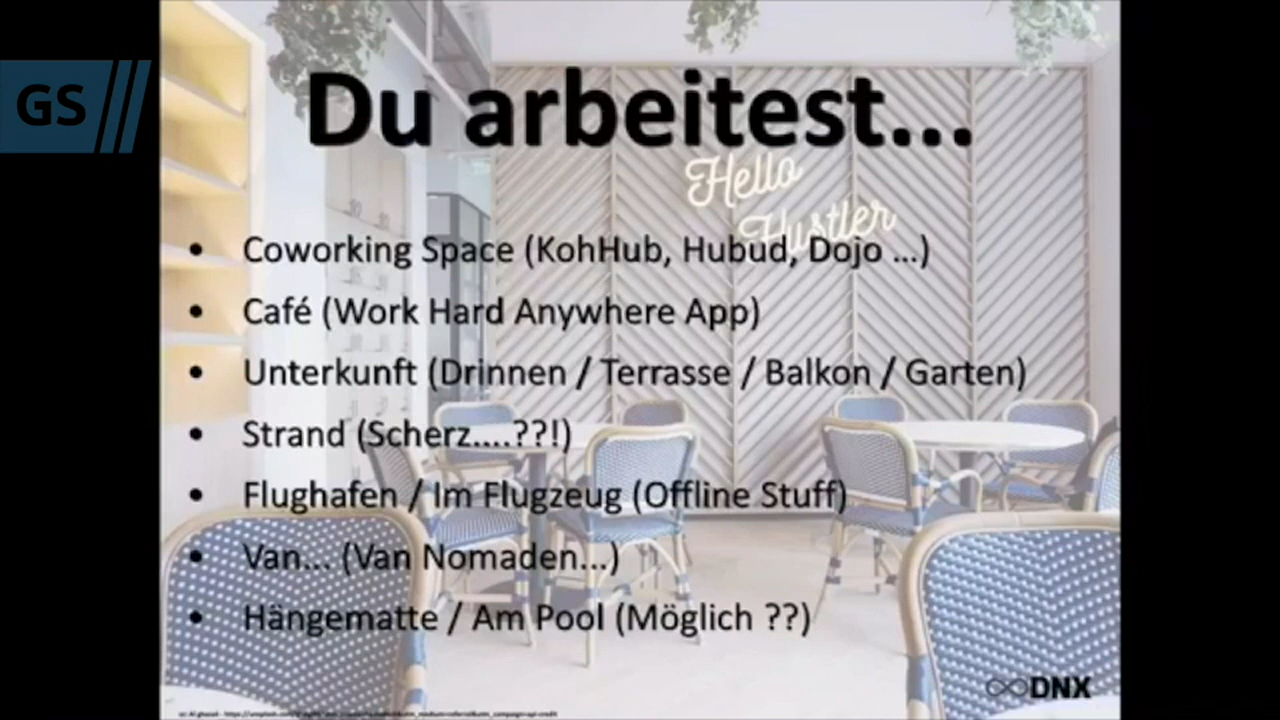 GS
Du arbeitest...
Hello
Hustler
• Coworking Space (KohHub, Hubud, Dojo ...)
• Café (Work Hard Anywhere App)
• Unterkunft (Drinnen / Terrasse / Balkon / Garten)
• Strand (Scherz....??!)
• Flughafen / Im Flugzeug (Offline Stuff)
• Van... (Van Nomaden...)
• Hängematte / Am Pool (Möglich ??)
DNX